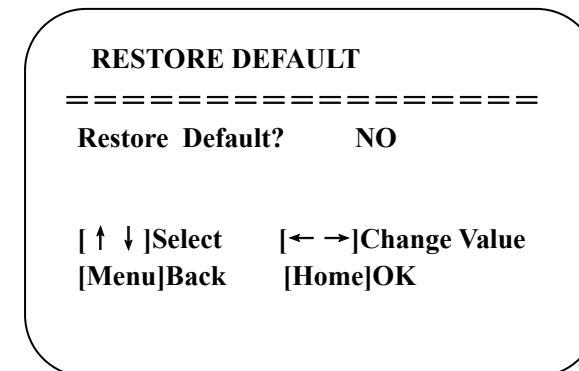 RESTORE DEFAULT
=================
Restore Default? NO
[↑ ↓]Select [← →]Change Value
[Menu]Back [Home]OK